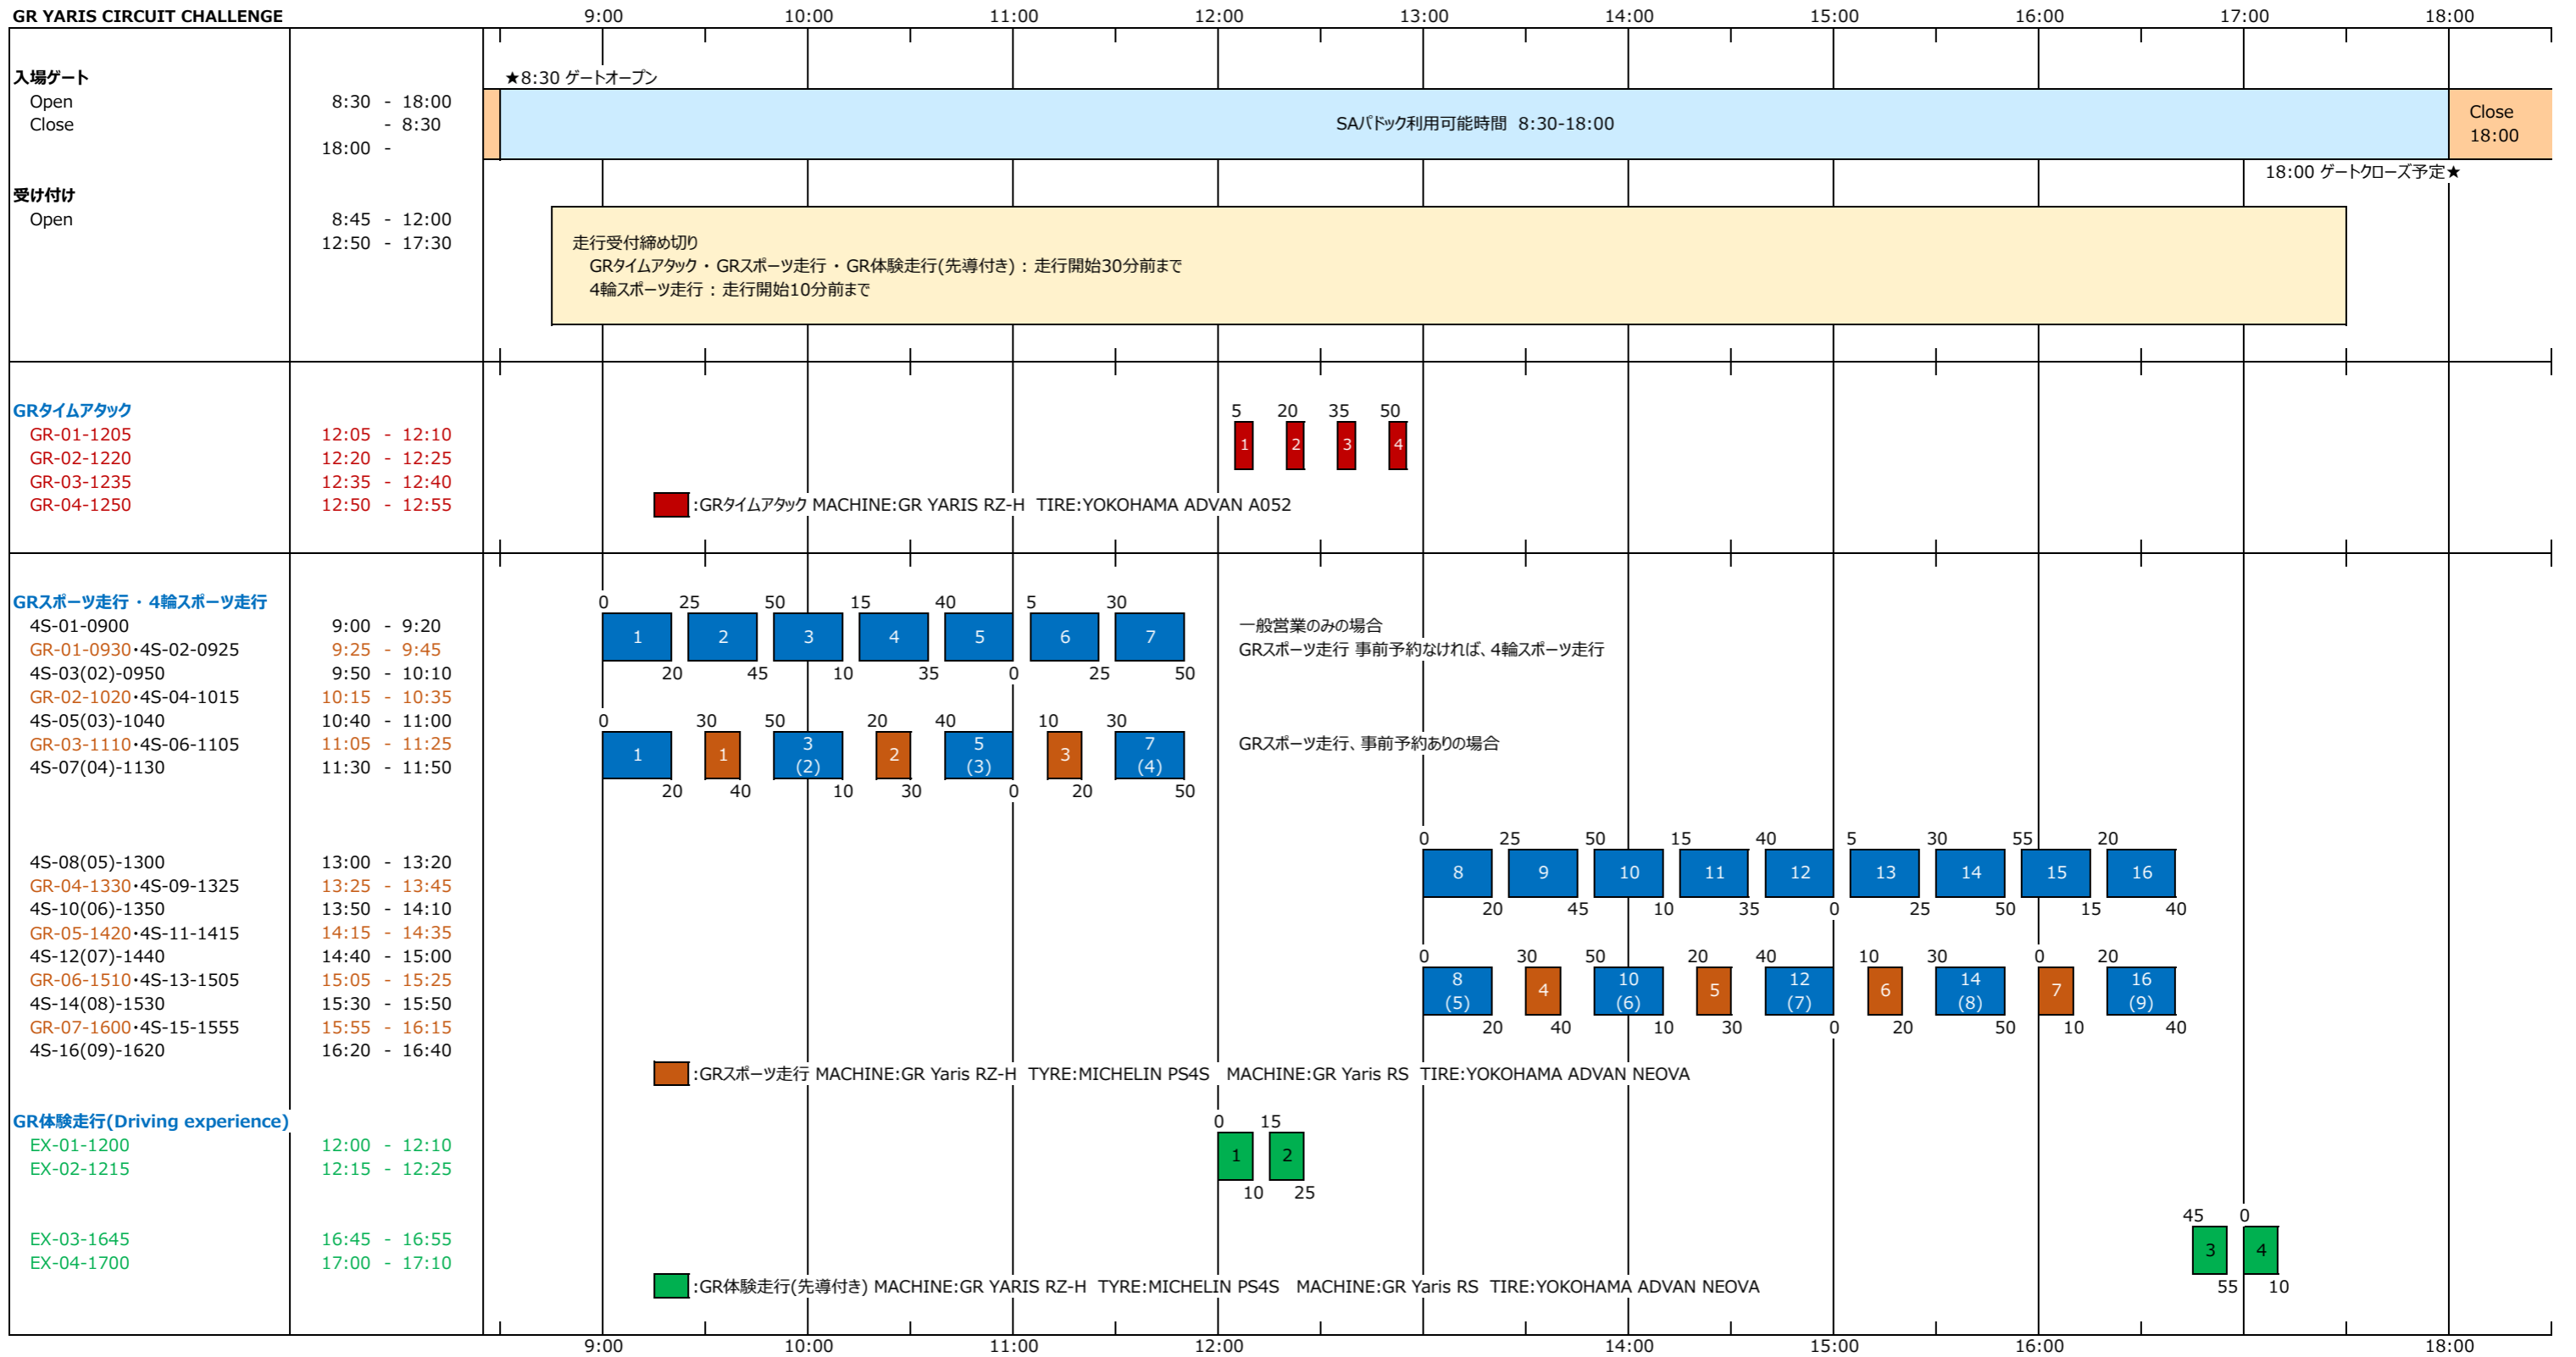 GR YARIS CIRCUIT CHALLENGE 9:00 10:00 11:00 12:00 13:00 14:00 15:00 16:00 17:00 18:00
入場ゲート ★8:30 ゲートオープン
Open 8:30 - 18:00
Close - 8:30
18:00 -
SAパドック利用可能時間 8:30-18:00
Close
18:00
18:00 ゲートクローズ予定★
受け付け
Open 8:45 - 12:00
12:50 - 17:30
走行受付締め切り
GRタイムアタック・GRスポーツ走行・GR体験走行(先導付き)：走行開始30分前まで
4輪スポーツ走行：走行開始10分前まで
GRタイムアタック
GR-01-1205 12:05 - 12:10
GR-02-1220 12:20 - 12:25
GR-03-1235 12:35 - 12:40
GR-04-1250 12:50 - 12:55
5 20 35 50
1 2 3 4
:GRタイムアタック MACHINE:GR YARIS RZ-H TIRE:YOKOHAMA ADVAN A052
GRスポーツ走行・4輪スポーツ走行
4S-01-0900 9:00 - 9:20
GR-01-0930・4S-02-0925 9:25 - 9:45
4S-03(02)-0950 9:50 - 10:10
GR-02-1020・4S-04-1015 10:15 - 10:35
4S-05(03)-1040 10:40 - 11:00
GR-03-1110・4S-06-1105 11:05 - 11:25
4S-07(04)-1130 11:30 - 11:50
0 25 50 15 40 5 30
1 2 3 4 5 6 7
20 45 10 35 0 25 50
一般営業のみの場合
GRスポーツ走行 事前予約なければ、4輪スポーツ走行
0 30 50 20 40 10 30
1 1 3 2 5 3 7
(2) (3) (4)
20 40 10 30 0 20 50
GRスポーツ走行、事前予約ありの場合
4S-08(05)-1300 13:00 - 13:20
GR-04-1330・4S-09-1325 13:25 - 13:45
4S-10(06)-1350 13:50 - 14:10
GR-05-1420・4S-11-1415 14:15 - 14:35
4S-12(07)-1440 14:40 - 15:00
GR-06-1510・4S-13-1505 15:05 - 15:25
4S-14(08)-1530 15:30 - 15:50
GR-07-1600・4S-15-1555 15:55 - 16:15
4S-16(09)-1620 16:20 - 16:40
0 25 50 15 40 5 30 55 20
8 9 10 11 12 13 14 15 16
20 45 10 35 0 25 50 15 40
0 30 50 20 40 10 30 0 20
8 4 10 5 12 6 14 7 16
(5) (6) (7) (8) (9)
20 40 10 30 0 20 50 10 40
:GRスポーツ走行 MACHINE:GR Yaris RZ-H TYRE:MICHELIN PS4S MACHINE:GR Yaris RS TIRE:YOKOHAMA ADVAN NEOVA
GR体験走行(Driving experience)
EX-01-1200 12:00 - 12:10
EX-02-1215 12:15 - 12:25
0 15
1 2
10 25
EX-03-1645 16:45 - 16:55
EX-04-1700 17:00 - 17:10
45 0
3 4
55 10
:GR体験走行(先導付き) MACHINE:GR YARIS RZ-H TYRE:MICHELIN PS4S MACHINE:GR Yaris RS TIRE:YOKOHAMA ADVAN NEOVA
9:00 10:00 11:00 12:00 14:00 15:00 16:00 18:00